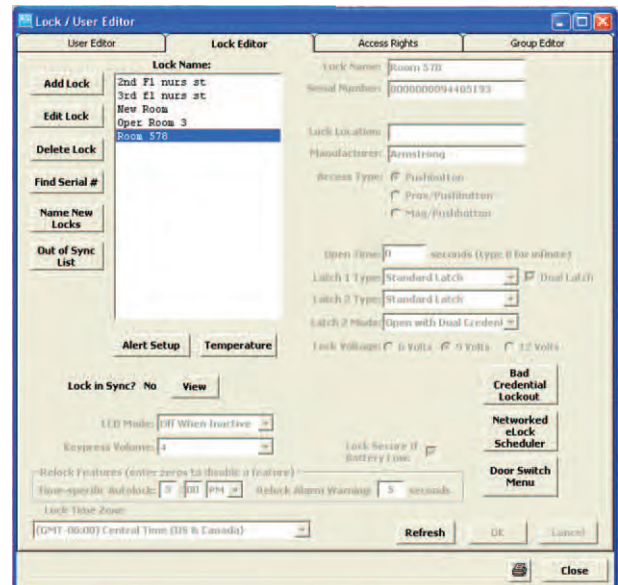 Lock / User Editor
User Editor
Lock Editor
Access Rights
Group Editor
Lock Name:
Add Lock
Edit Lock
Delete Lock
Find Serial #
Name New
Locks
Out of Sync
List
2nd Fl nurs st
3rd fl nurs st
New Room
Oper Room 3
Room 578
Alert Setup
Temperature
Lock in Sync? No
View
Lock Name: Room 578
Serial Number: 0000000094405193
Lock Location:
Manufacturer: Armstrong
Access Type: Pushbutton
Prox/Pushbutton
Mag/Pushbutton
Open Time: 0 seconds (type 0 for infinite)
Latch 1 Type: Standard Latch
Dual Latch
Latch 2 Type: Standard Latch
Latch 2 Mode: Open with Dual Credent
Lock Voltage: 6 Volts 9 Volts 12 Volts
Bad
Credential
Lockout
Networked
eLock
Scheduler
Door Switch
Menu
LCD Mode: Off When Inactive
Keypress Volume: 4
Lock Secure If
Battery Low:
Relock Features (enter zeros to disable a feature)
Time-specific Autolock: : 00 PM
Relock Alarm Warning: 5 seconds
Lock Time Zone
(GMT-06:00) Central Time (US & Canada)
Refresh
OK
Cancel
Close